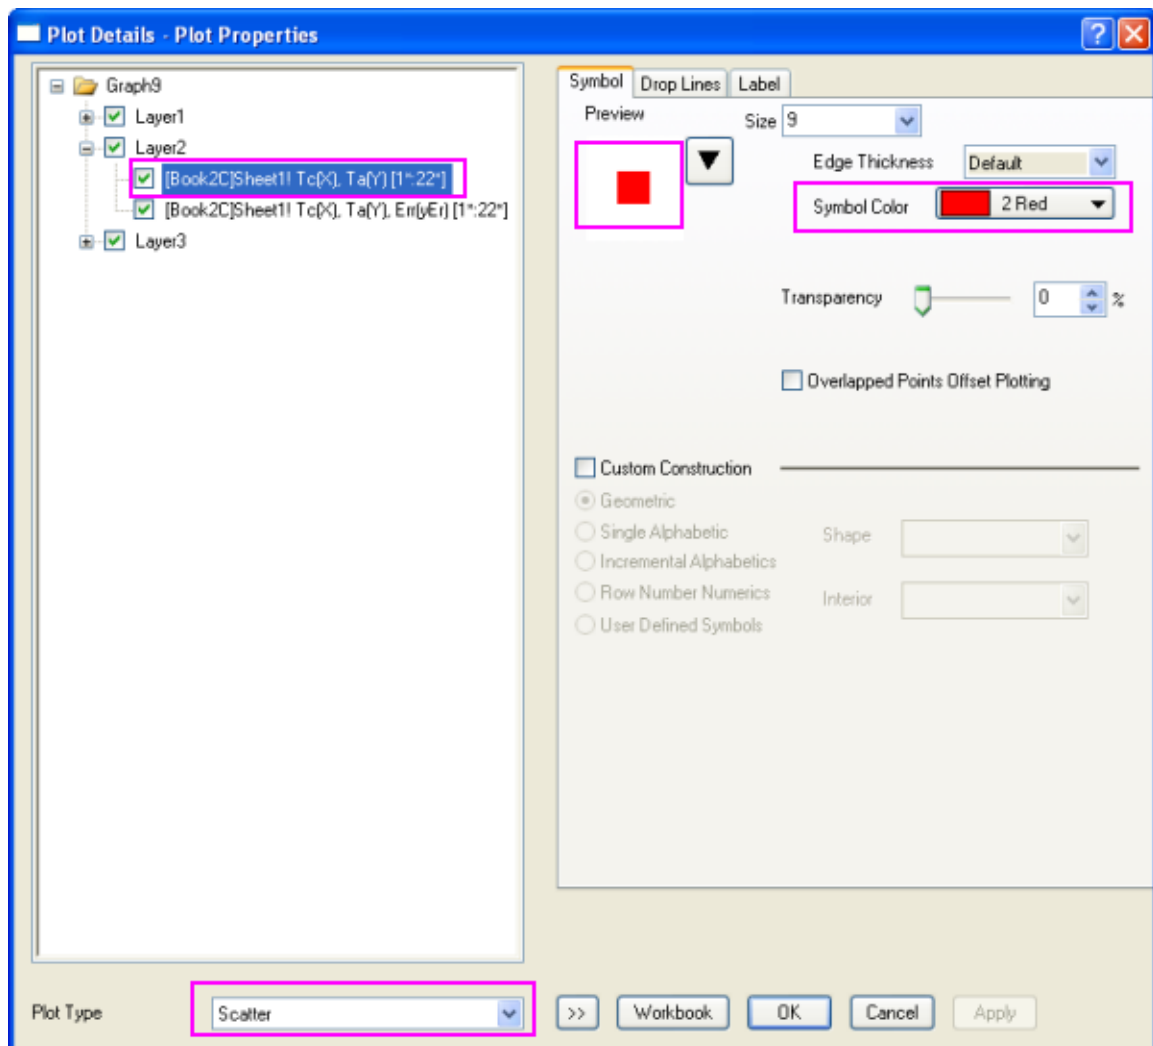 Plot Details - Plot Properties
?
Graph9
Layer1
Layer2
[Book2C]Sheet1! Tc(X), Ta(Y) [1*:22*]
[Book2C]Sheet1! Tc(X), Ta(Y), Err(yEr) [1*:22*]
Layer3
Symbol Drop Lines Label
Preview
Size 9
Edge Thickness Default
Symbol Color 2 Red
Transparency 0 %
Overlapped Points Offset Plotting
Custom Construction
Geometric
Single Alphabetic
Incremental Alphabetics
Row Number Numerics
User Defined Symbols
Shape
Interior
Plot Type Scatter >> Workbook OK Cancel Apply